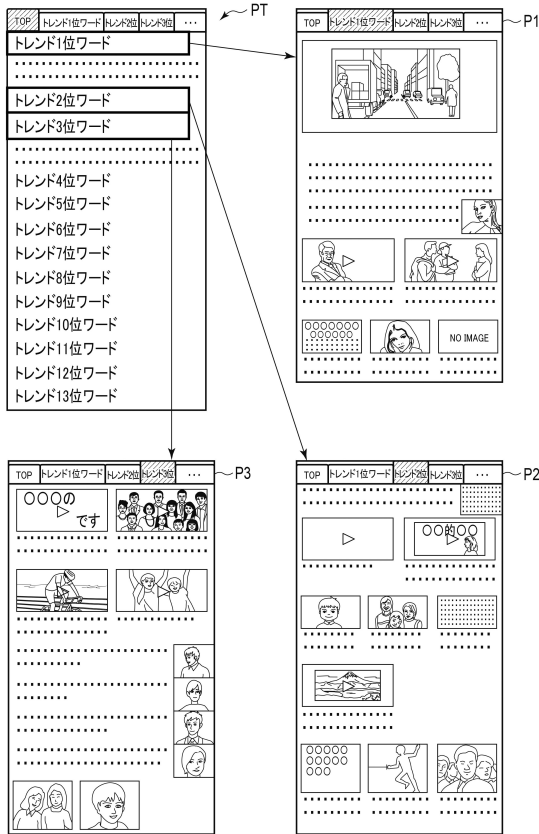 PT
TOP トレンド1位ワード トレンド2位 トレンド3位 ・・・
トレンド1位ワード
トレンド2位ワード
トレンド3位ワード
トレンド4位ワード
トレンド5位ワード
トレンド6位ワード
トレンド7位ワード
トレンド8位ワード
トレンド9位ワード
トレンド10位ワード
トレンド11位ワード
トレンド12位ワード
トレンド13位ワード
TOP トレンド1位ワード トレンド2位 トレンド3位 ・・・ P1
○○○○○○○
○○○○○○
NO IMAGE
TOP トレンド1位ワード トレンド2位 トレンド3位 ・・・ P3
○○○の
です
TOP トレンド1位ワード トレンド2位 トレンド3位 ・・・ P2
○○的○○
○○○○○
○○○○○
○○○